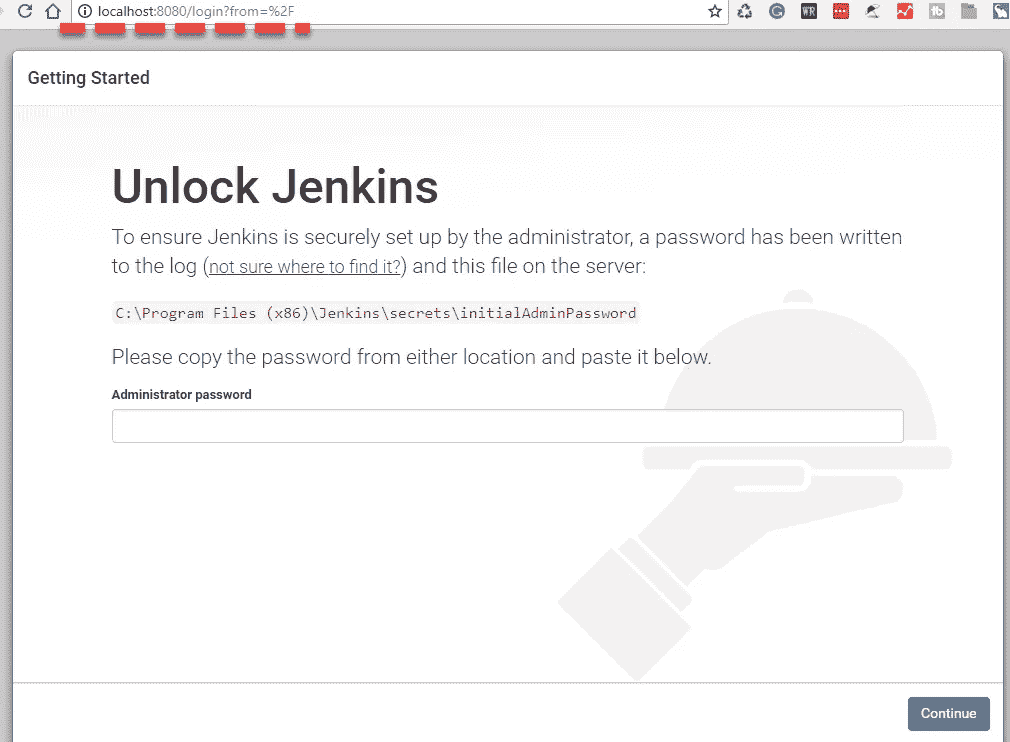 localhost:8080/login?from=%2F
WR
Getting Started
Unlock Jenkins
To ensure Jenkins is securely set up by the administrator, a password has been written
to the log (not sure where to find it?) and this file on the server:
C:\Program Files (x86)\Jenkins\secrets\initialAdminPassword
Please copy the password from either location and paste it below.
Administrator password
Continue